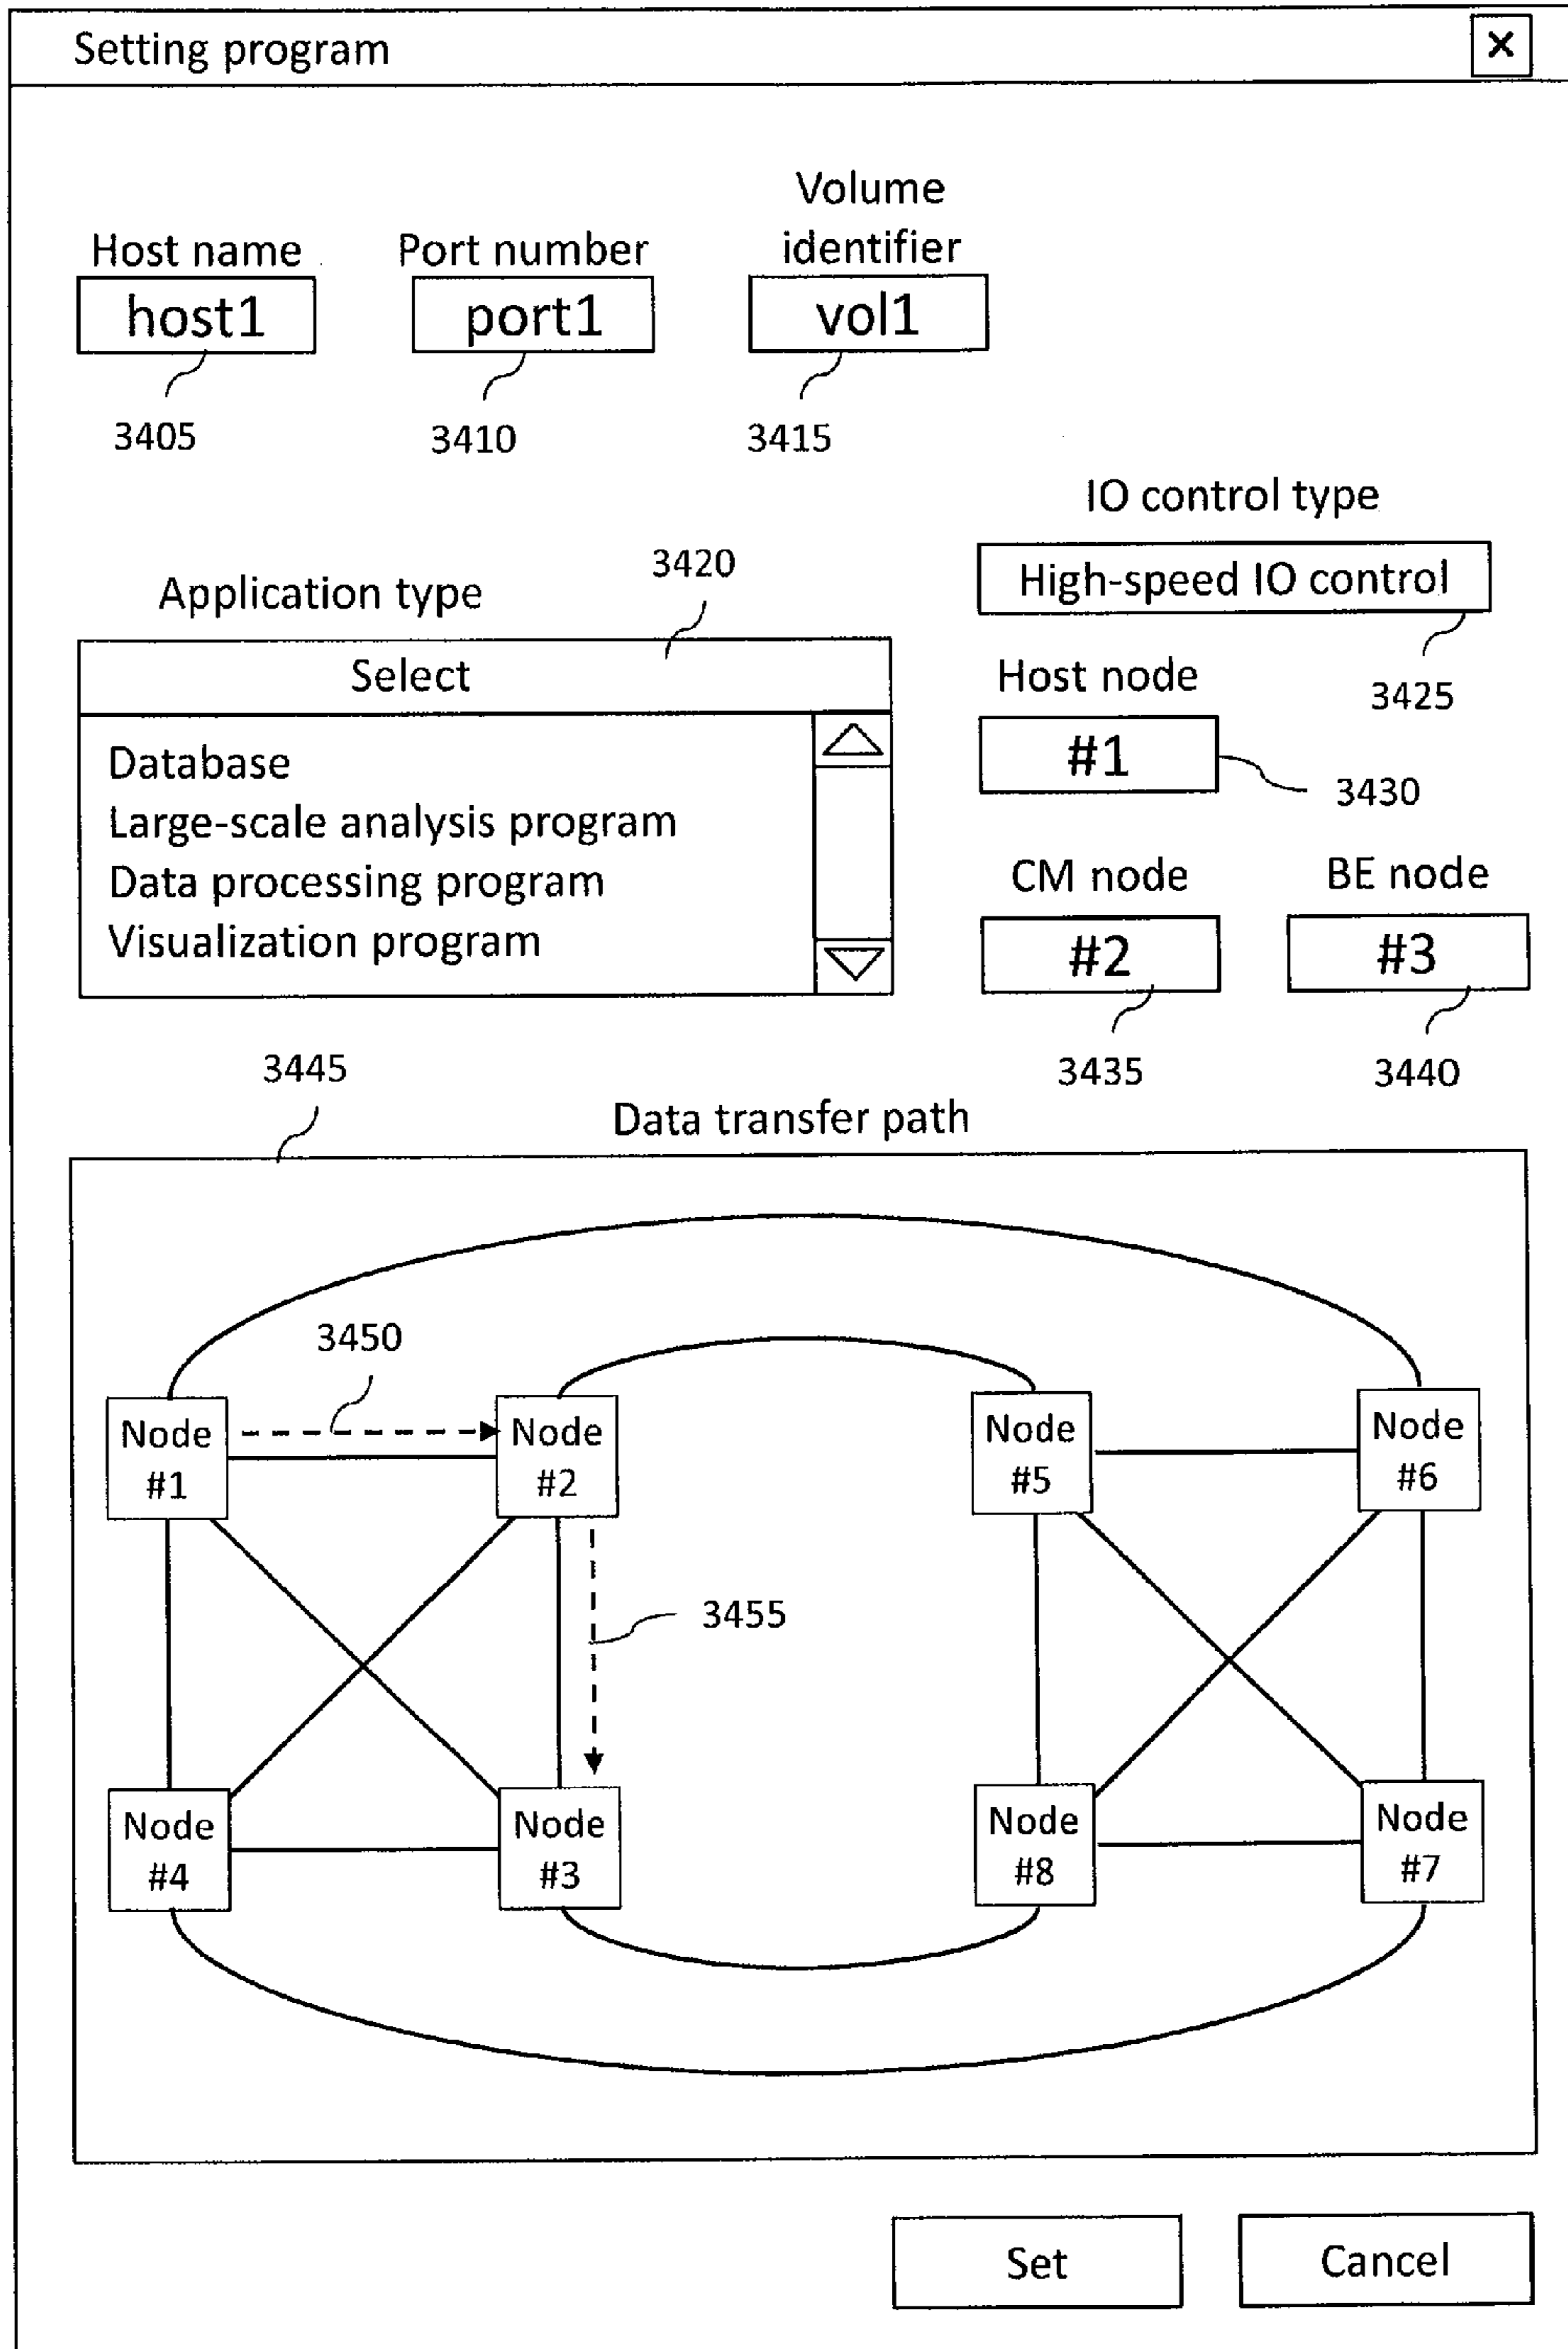 Setting program
×
Volume
Host name
Port number
identifier
host1
port1
vol1
3405
3410
3415
IO control type
3420
High-speed IO control
Application type
Select
Host node
3425
Database
#1
3430
Large-scale analysis program
Data processing program
CM node
BE node
Visualization program
#2
#3
3445
3435
3440
Data transfer path
3450
Node
#1
Node
#2
Node
#5
Node
#6
3455
Node
#4
Node
#3
Node
#8
Node
#7
Set
Cancel